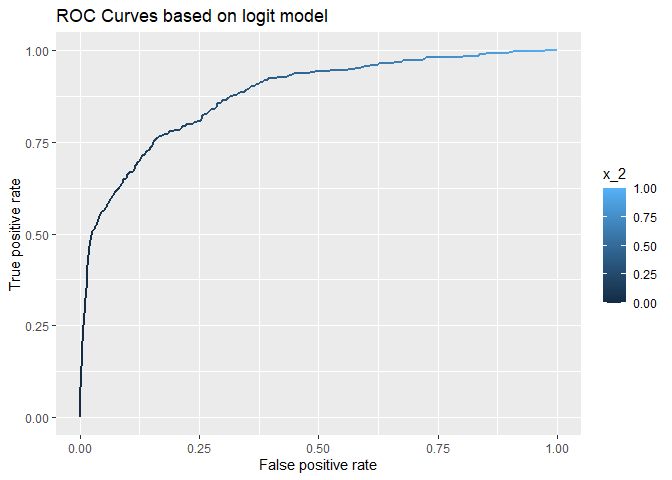 ROC Curves based on logit model
True positive rate
1.00
0.75
0.50
0.25
0.00
0.00 0.25 0.50 0.75 1.00
False positive rate
x_2
1.00
0.75
0.50
0.25
0.00